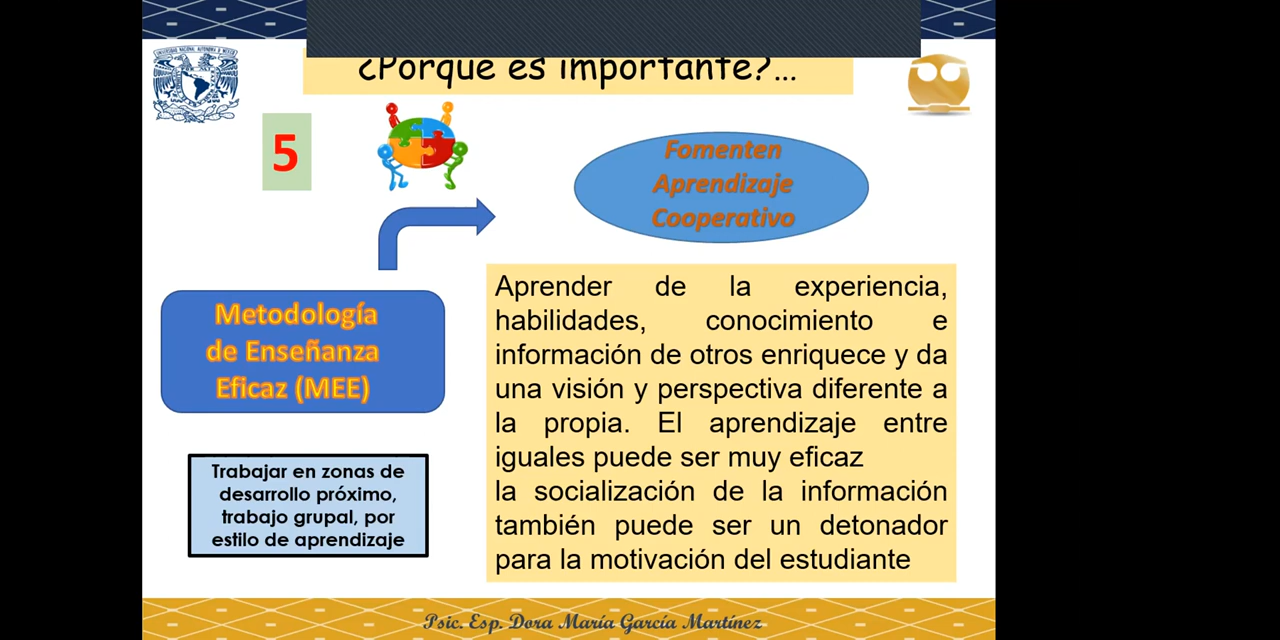 ¿Porque es importante?...
5
Fomenten
Aprendizaje
Cooperativo
Metodología
de Enseñanza
Eficaz (MEE)
Aprender de la experiencia,
habilidades, conocimiento e
información de otros enriquece y da
una visión y perspectiva diferente a
la propia. El aprendizaje entre
iguales puede ser muy eficaz
la socialización de la información
también puede ser un detonador
para la motivación del estudiante
Trabajar en zonas de
desarrollo próximo,
trabajo grupal, por
estilo de aprendizaje
Psic. Esp. Dora María García Martínez